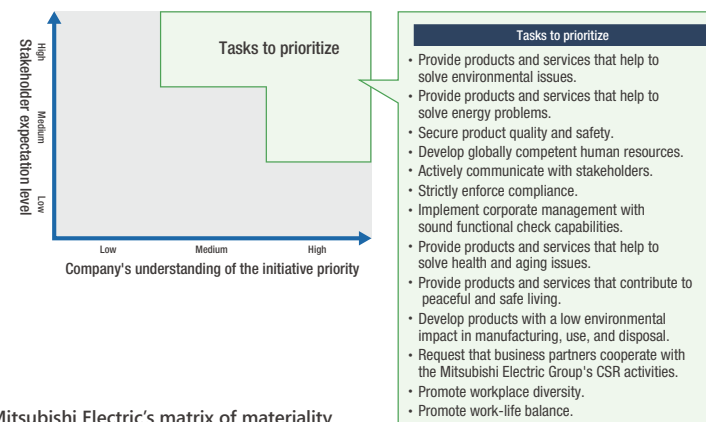 Tasks to prioritize
High
Medium
Low
Stakeholder expectation level
Low
Medium
High
Company's understanding of the initiative priority
Tasks to prioritize
• Provide products and services that help to
solve environmental issues.
• Provide products and services that help to
solve energy problems.
• Secure product quality and safety.
• Develop globally competent human resources.
• Actively communicate with stakeholders.
• Strictly enforce compliance.
• Implement corporate management with
sound functional check capabilities.
• Provide products and services that help to
solve health and aging issues.
• Provide products and services that contribute to
peaceful and safe living.
• Develop products with a low environmental
impact in manufacturing, use, and disposal.
• Request that business partners cooperate with
the Mitsubishi Electric Group's CSR activities.
• Promote workplace diversity.
• Promote work-life balance.
Mitsubishi Electric's matrix of materiality